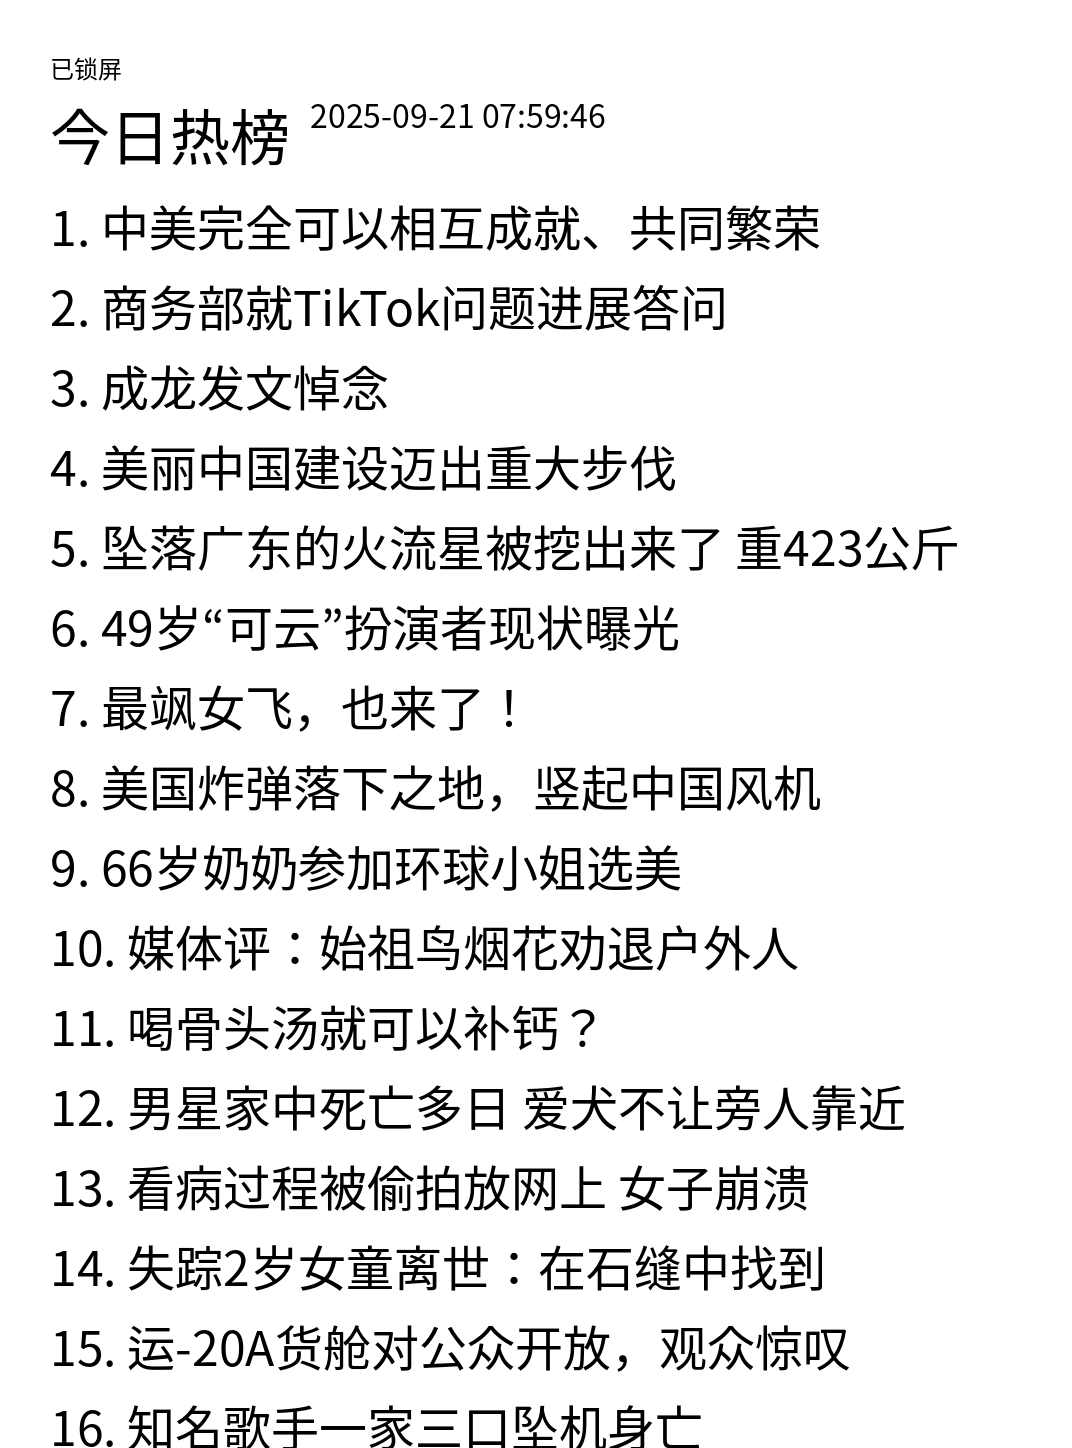 已锁屏
今日热榜 2025-09-21 07:59:46
1. 中美完全可以相互成就、共同繁荣
2. 商务部就TikTok问题进展答问
3. 成龙发文悼念
4. 美丽中国建设迈出重大步伐
5. 坠落广东的火流星被挖出来了 重423公斤
6. 49岁“可云”扮演者现状曝光
7. 最飒女飞，也来了！
8. 美国炸弹落下之地，竖起中国风机
9. 66岁奶奶参加环球小姐选美
10. 媒体评：始祖鸟烟花劝退户外人
11. 喝骨头汤就可以补钙？
12. 男星家中死亡多日 爱犬不让旁人靠近
13. 看病过程被偷拍放网上 女子崩溃
14. 失踪2岁女童离世：在石缝中找到
15. 运-20A货舱对公众开放，观众惊叹
16. 知名歌手一家三口坠机身亡